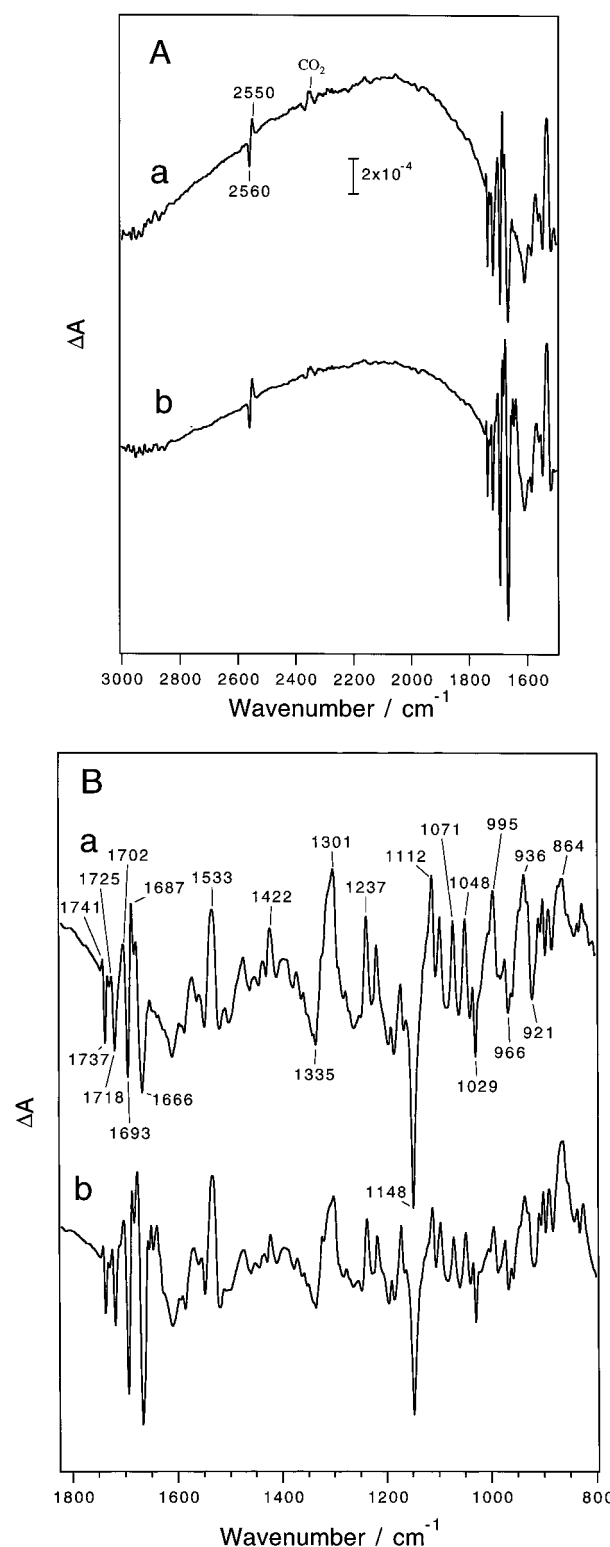 A
CO2
2550
a
2560
2x10-4
ΔA
b
3000 2800 2600 2400 2200 2000 1800 1600
Wavenumber / cm-1
B
a
1702
1725
1741
1687
1533
1422
1301
1237
1112
1071
1048
995
936
864
1737
1718
1693
1666
1335
1029
966
921
ΔA
b
1148
1800 1600 1400 1200 1000 800
Wavenumber / cm-1